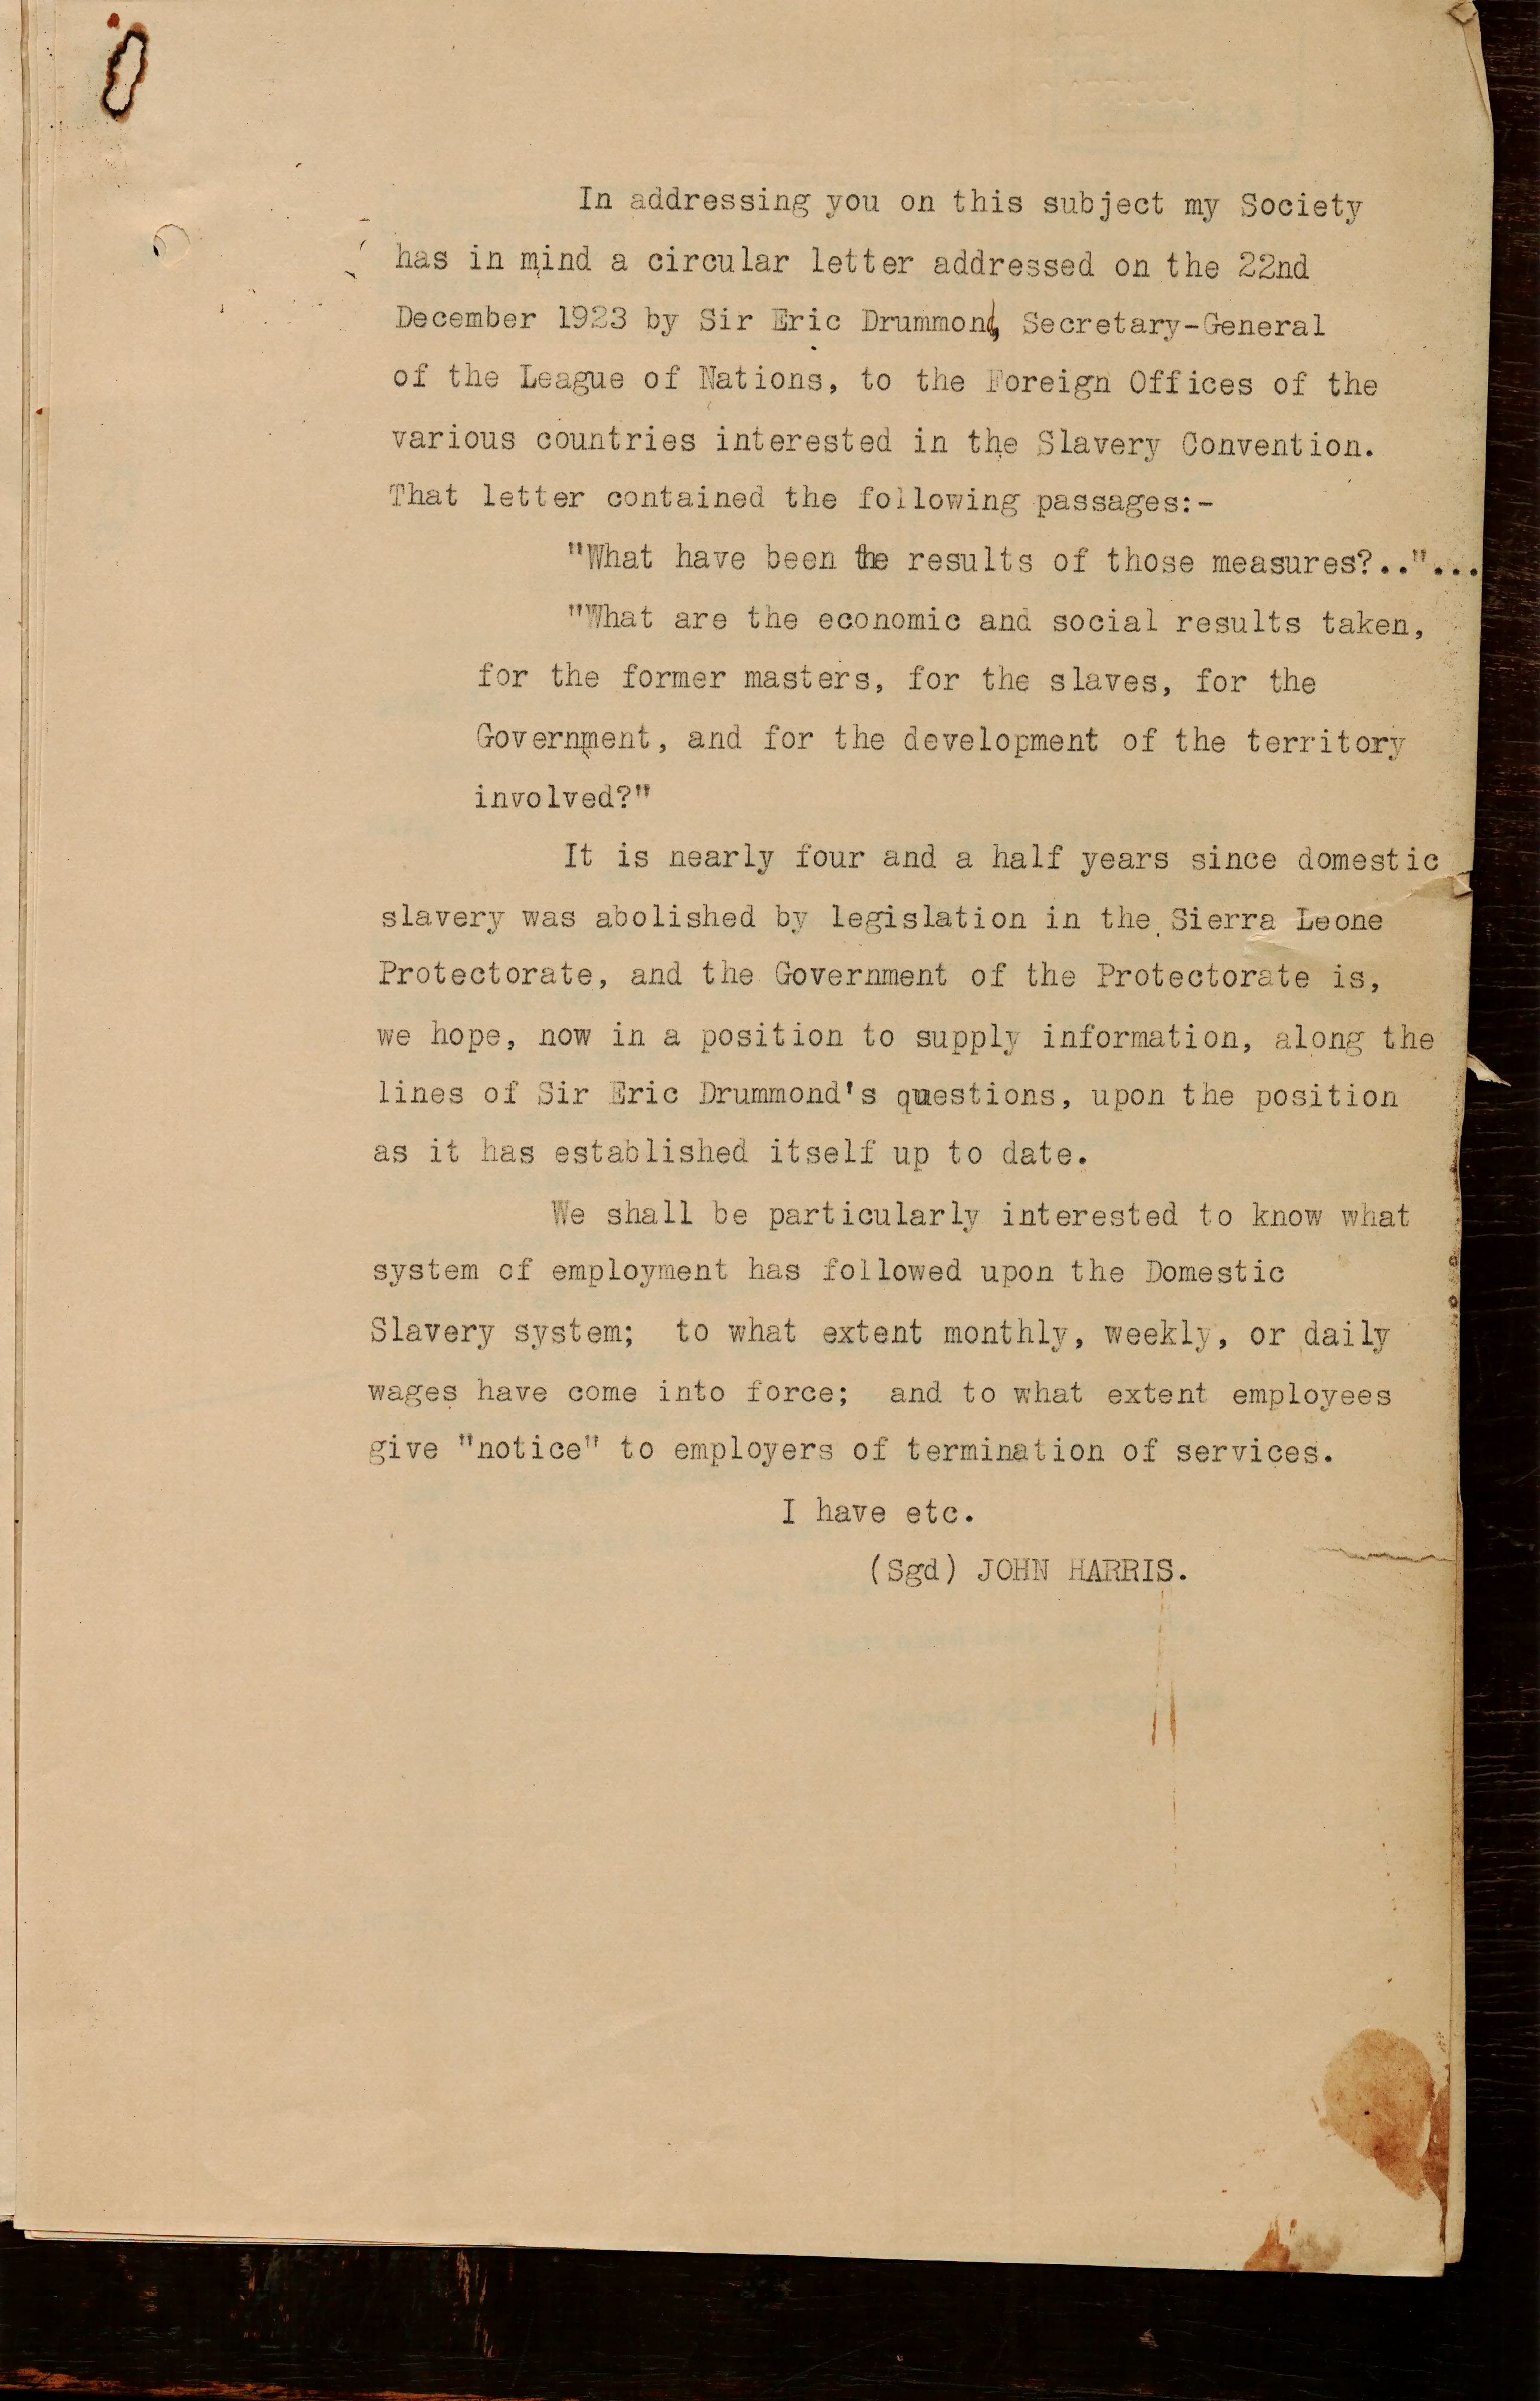 In addressing you on this subject my Society
has in mind a circular letter addressed on the 22nd
December 1923 by Sir Eric Drummond, Secretary-General
of the League of Nations, to the Foreign Offices of the
various countries interested in the Slavery Convention.
That letter contained the following passages:-
"What have been the results of those measures?.."...
"What are the economic and social results taken,
for the former masters, for the slaves, for the
Government, and for the development of the territory
involved?"
It is nearly four and a half years since domestic
slavery was abolished by legislation in the Sierra Leone
Protectorate, and the Government of the Protectorate is,
we hope, now in a position to supply information, along the
lines of Sir Eric Drummond's questions, upon the position
as it has established itself up to date.
We shall be particularly interested to know what
system of employment has followed upon the Domestic
Slavery system; to what extent monthly, weekly, or daily
wages have come into force; and to what extent employees
give "notice" to employers of termination of services.
I have etc.
(Sgd) JOHN HARRIS.